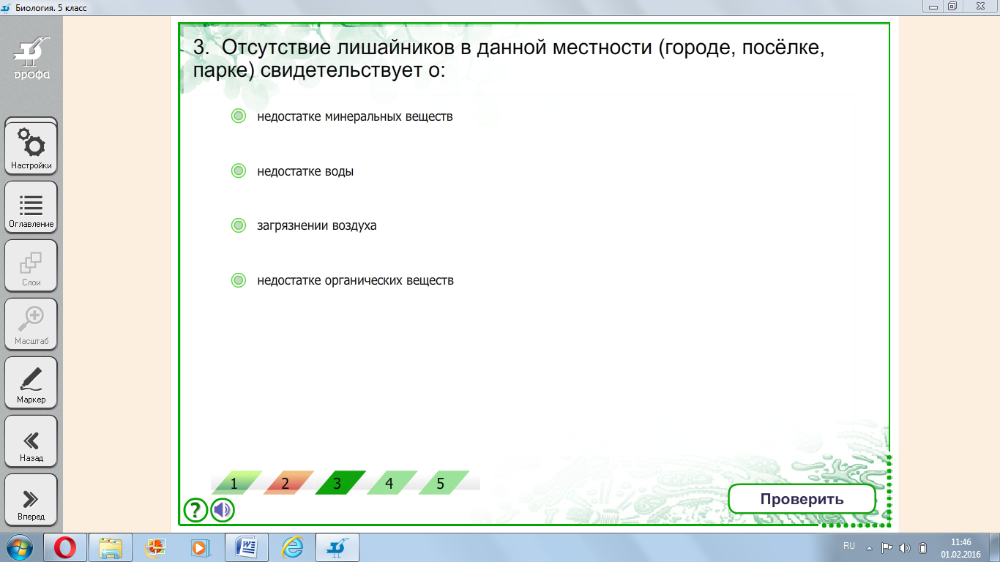 Биология. 5 класс
дрофа
Настройки
Оглавление
Слои
Масштаб
Маркер
Назад
Вперед
3. Отсутствие лишайников в данной местности (городе, посёлке,
парке) свидетельствует о:
недостатке минеральных веществ
недостатке воды
загрязнении воздуха
недостатке органических веществ
1 2 3 4 5
?
Проверить
RU
11:46
01.02.2016